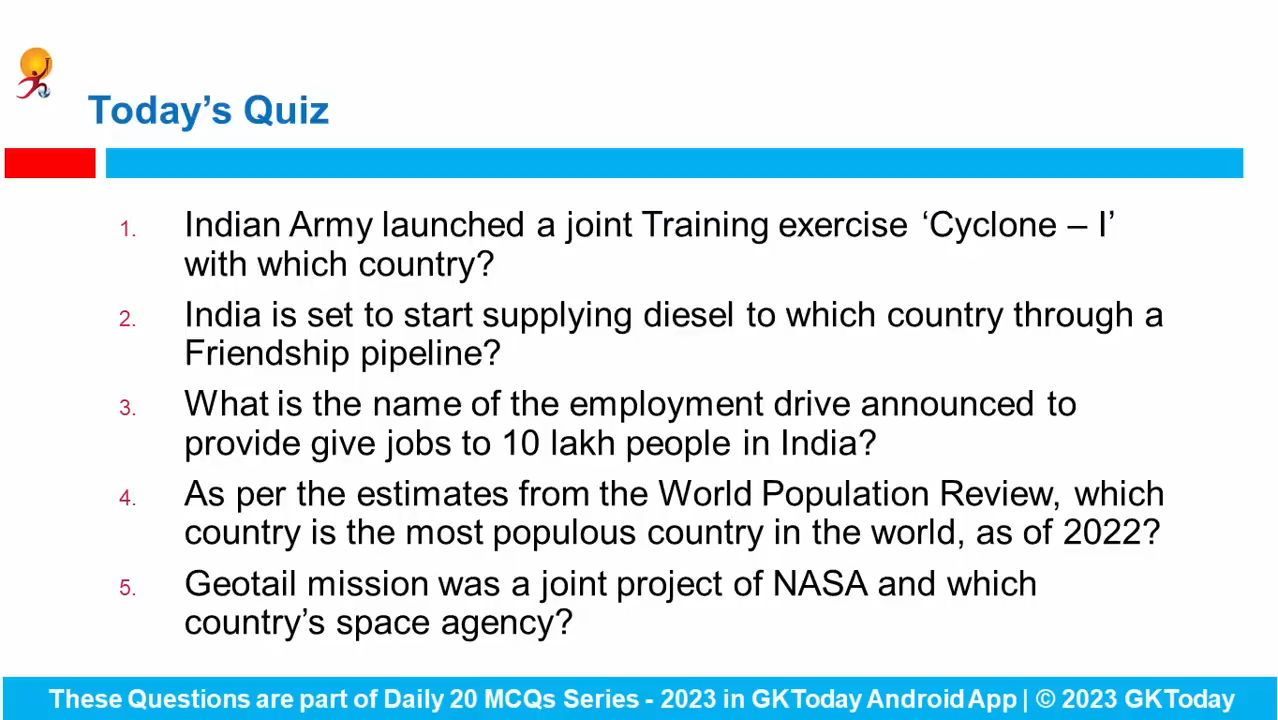 Today’s Quiz
1. Indian Army launched a joint Training exercise ‘Cyclone – I’
with which country?
2. India is set to start supplying diesel to which country through a
Friendship pipeline?
3. What is the name of the employment drive announced to
provide give jobs to 10 lakh people in India?
4. As per the estimates from the World Population Review, which
country is the most populous country in the world, as of 2022?
5. Geotail mission was a joint project of NASA and which
country’s space agency?
These Questions are part of Daily 20 MCQs Series - 2023 in GKToday Android App | © 2023 GKToday